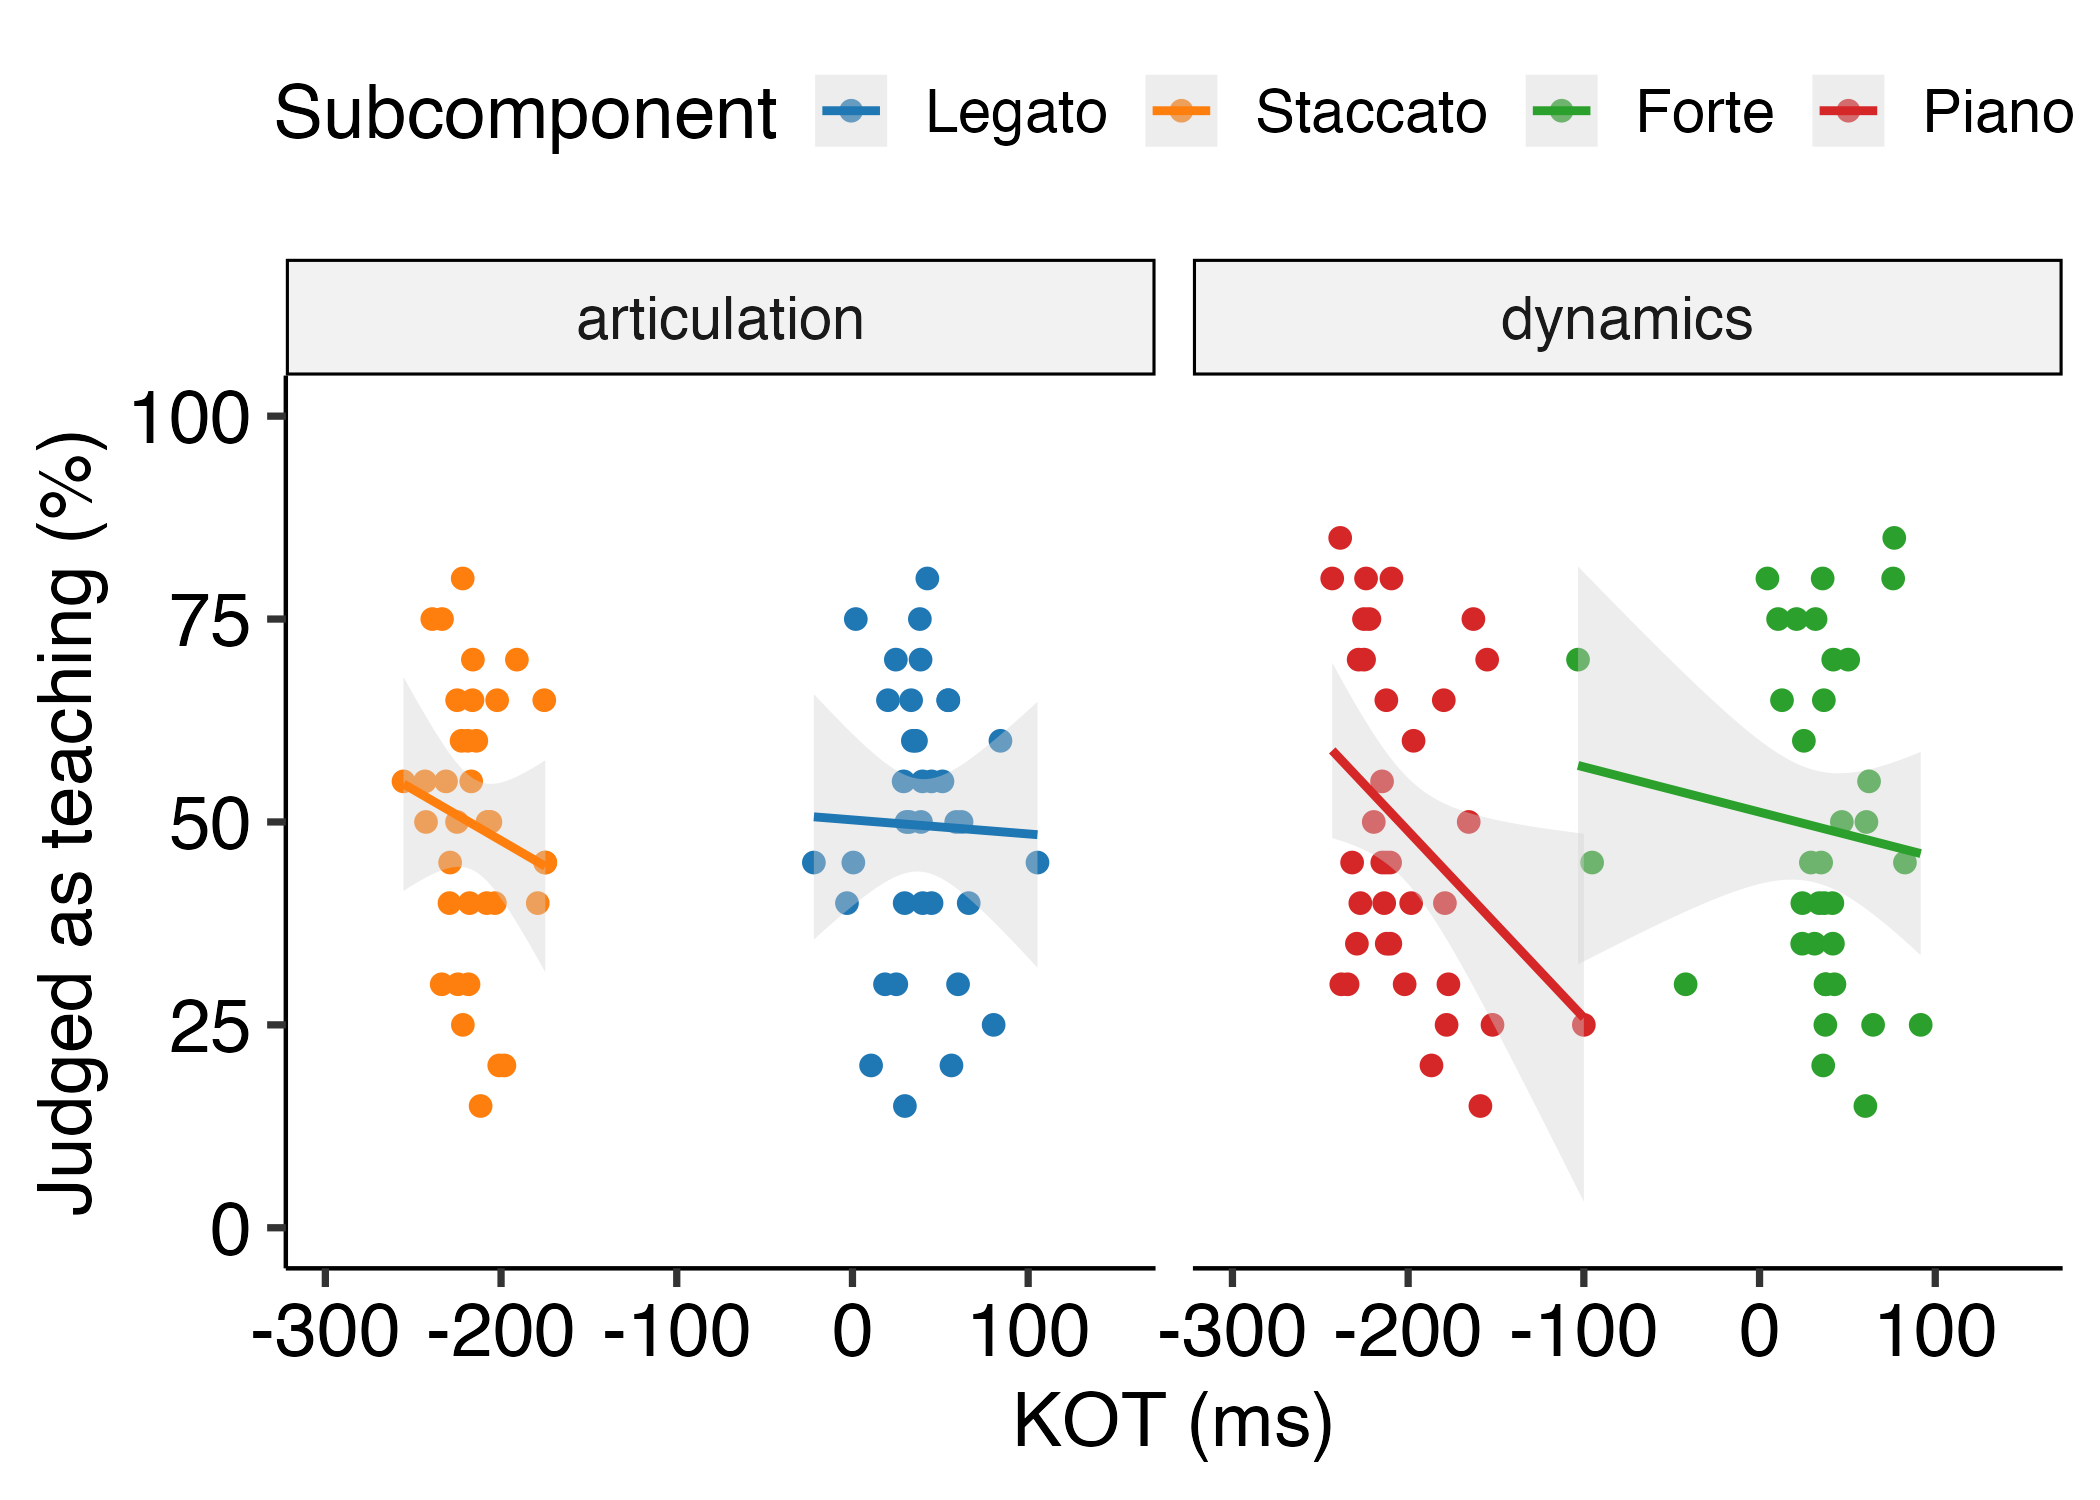 Subcomponent Legato Staccato Forte Piano
articulation dynamics
Judged as teaching (%)
100
75
50
25
0
-300 -200 -100 0 100 -300 -200 -100 0 100
KOT (ms)